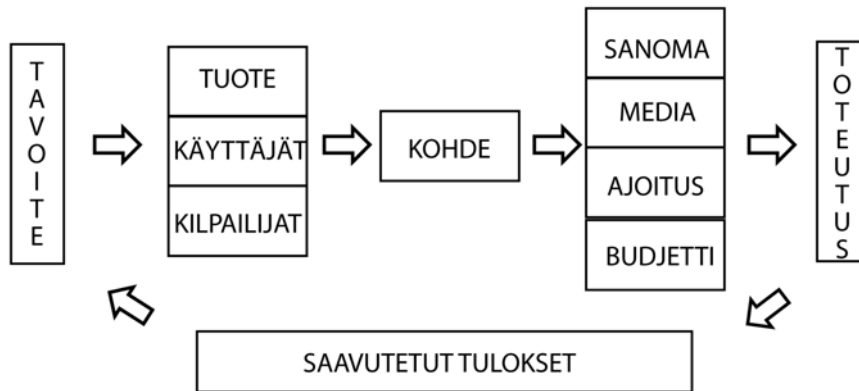 TAVOITE
TUOTE
KÄYTTÄJÄT
KILPAILIJAT
KOHDE
SANOMA
MEDIA
AJOITUS
BUDJETTI
TOTEUTUS
SAAVUTETUT TULOKSET